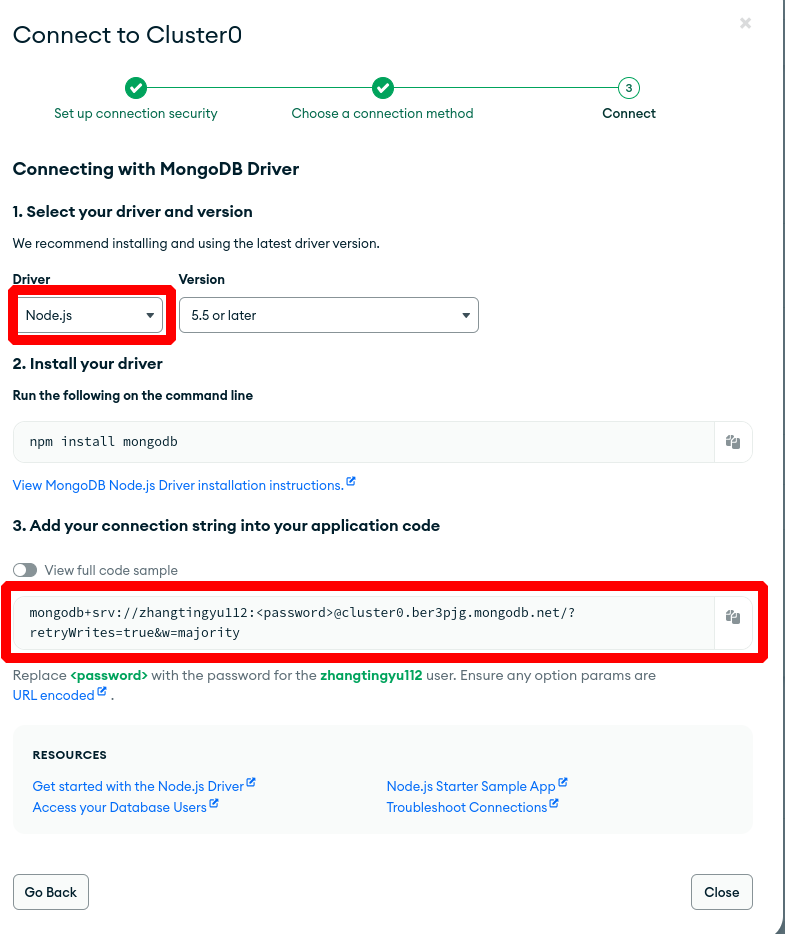 Connect to Cluster0
Set up connection security
Choose a connection method
3
Connect
Connecting with MongoDB Driver
1. Select your driver and version
We recommend installing and using the latest driver version.
Driver
Version
Node.js
5.5 or later
2. Install your driver
Run the following on the command line
npm install mongodb
View MongoDB Node.js Driver installation instructions.
3. Add your connection string into your application code
View full code sample
mongodb+srv://zhangtingyu112:<password>@cluster0.ber3pjg.mongodb.net/?
retryWrites=true&w=majority
Replace <password> with the password for the zhangtingyu112 user. Ensure any option params are
URL encoded .
RESOURCES
Get started with the Node.js Driver
Node.js Starter Sample App
Access your Database Users
Troubleshoot Connections
Go Back
Close